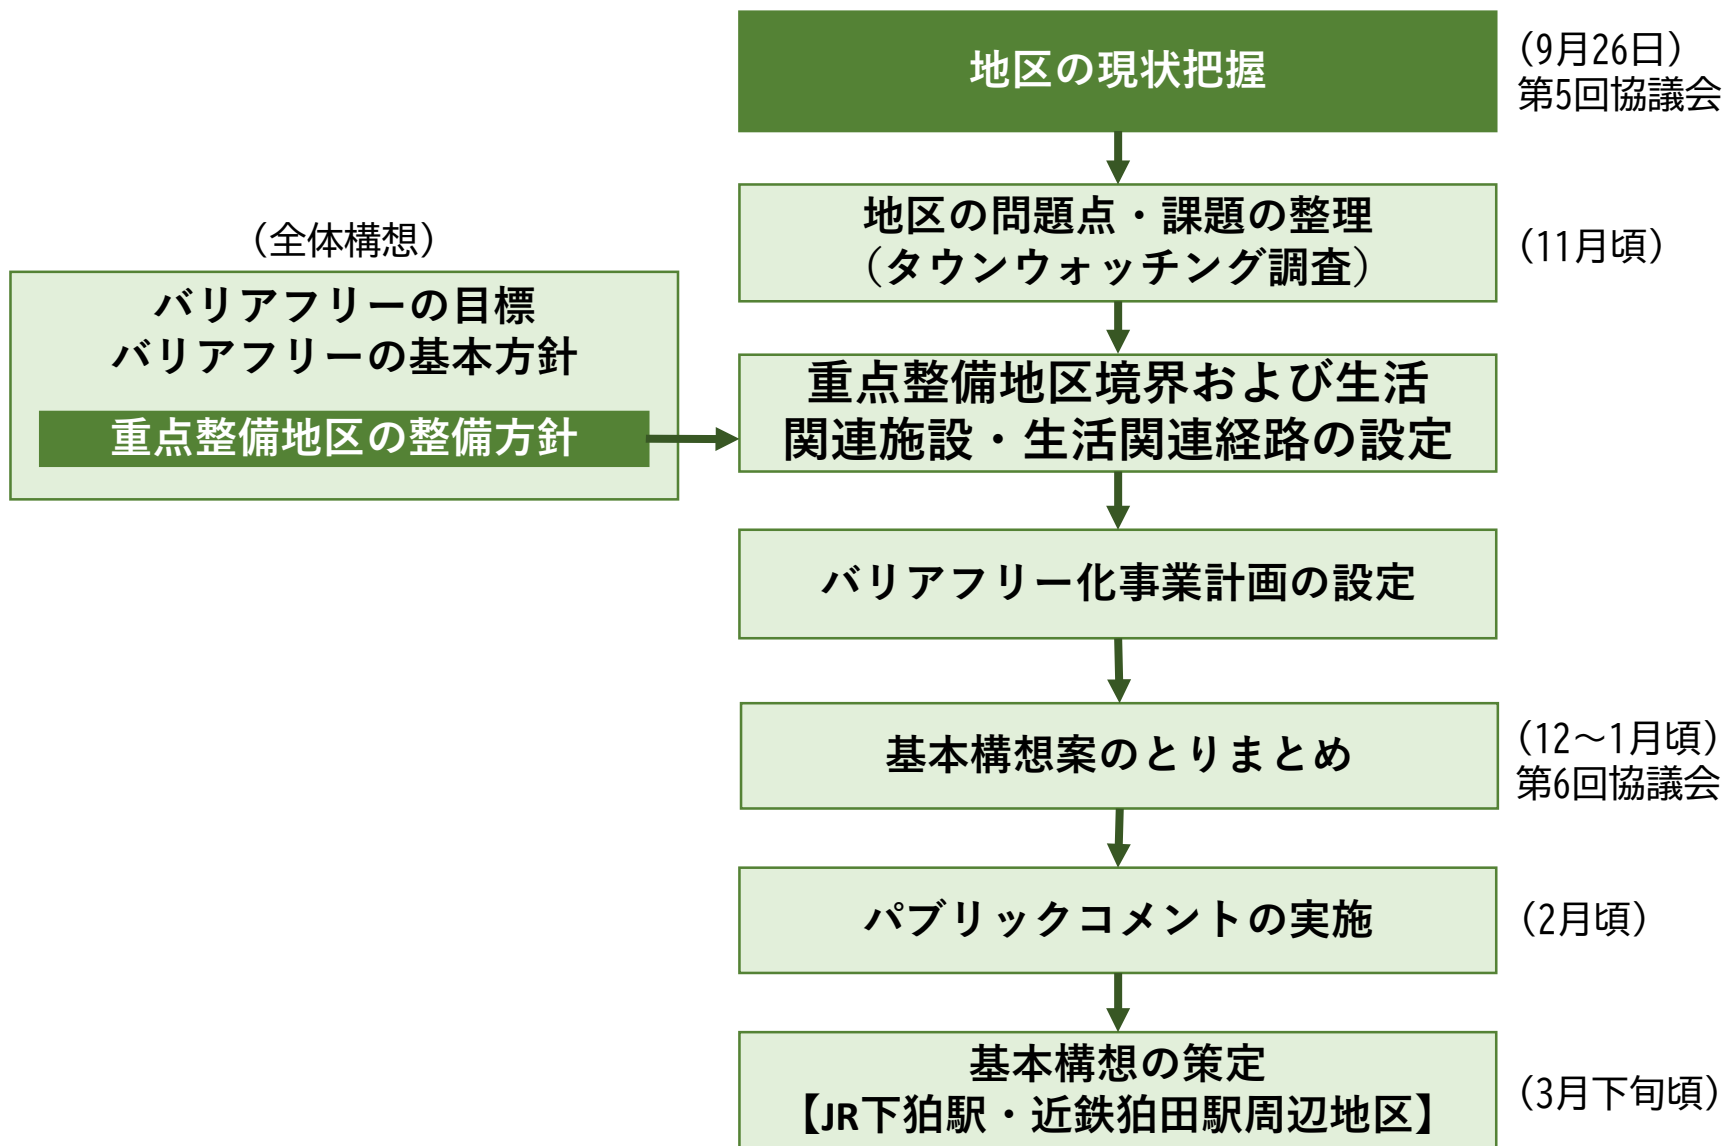 地区の現状把握
（9月26日）
第5回協議会
地区の問題点・課題の整理
（タウンウォッチング調査）
（11月頃）
（全体構想）
バリアフリーの目標
バリアフリーの基本方針
重点整備地区の整備方針
重点整備地区境界および生活
関連施設・生活関連経路の設定
バリアフリー化事業計画の設定
基本構想案のとりまとめ
（12～1月頃）
第6回協議会
パブリックコメントの実施
（2月頃）
基本構想の策定
【JR下狛駅・近鉄狛田駅周辺地区】
（3月下旬頃）